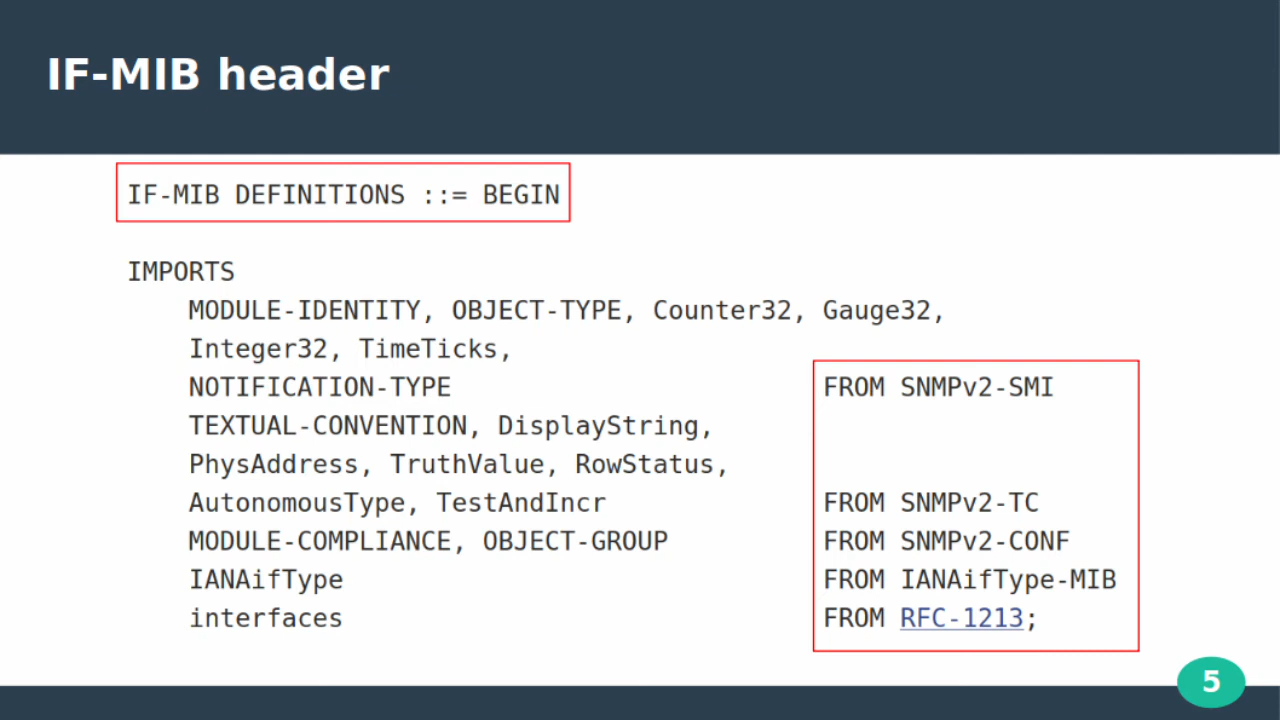 IF-MIB header
IF-MIB DEFINITIONS ::= BEGIN
IMPORTS
MODULE-IDENTITY, OBJECT-TYPE, Counter32, Gauge32,
Integer32, TimeTicks,
NOTIFICATION-TYPE FROM SNMPv2-SMI
TEXTUAL-CONVENTION, DisplayString,
PhysAddress, TruthValue, RowStatus,
AutonomousType, TestAndIncr FROM SNMPv2-TC
MODULE-COMPLIANCE, OBJECT-GROUP FROM SNMPv2-CONF
IANAifType FROM IANAifType-MIB
interfaces FROM RFC-1213;
5